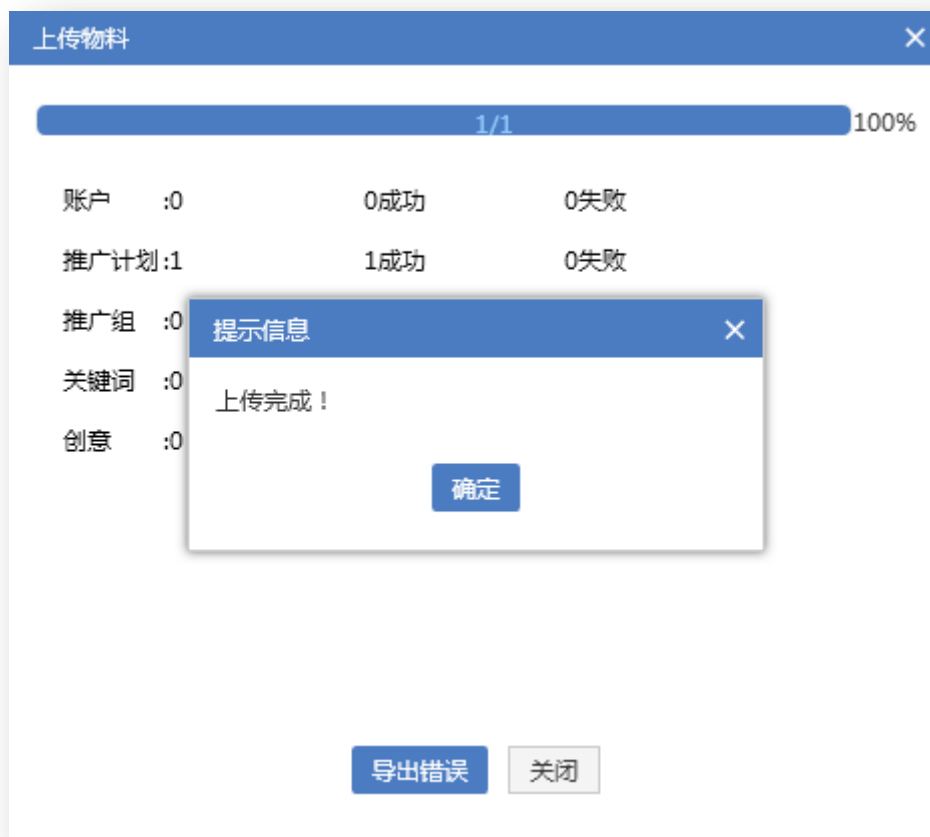 上传物料
1/1 100%
账户 :0 0成功 0失败
推广计划:1 1成功 0失败
推广组 :0
提示信息
关键词 :0
上传完成！
创意 :0
确定
导出错误 关闭